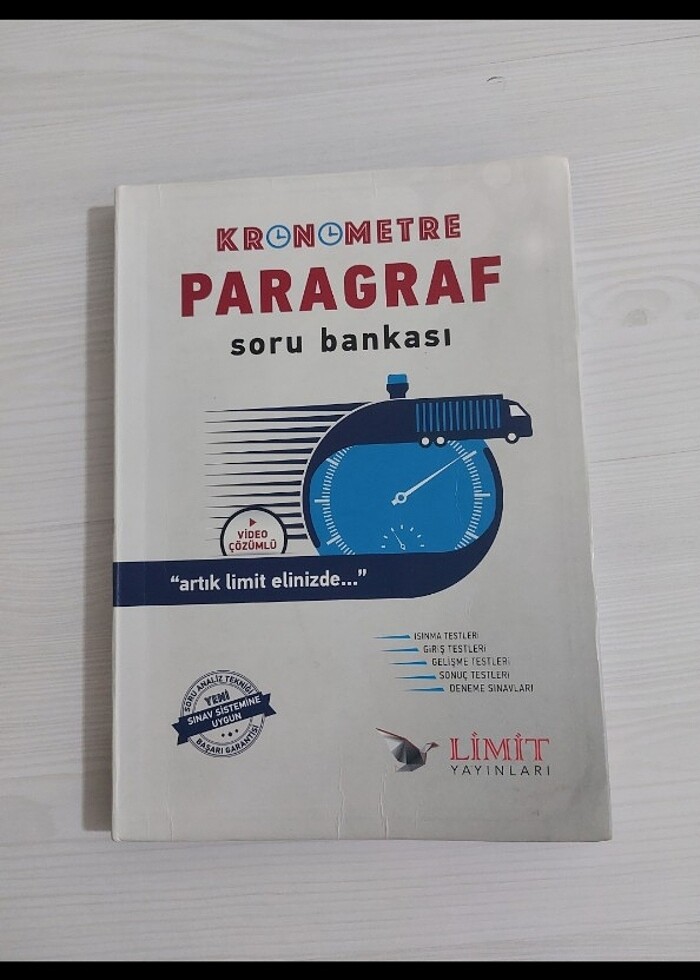 KRONOMETRE
PARAGRAF
soru bankası
VİDEO
ÇÖZÜMLÜ
“artık limit elinizde...”
ISINMA TESTLERİ
GİRİŞ TESTLERİ
GELİŞME TESTLERİ
SONUÇ TESTLERİ
DENEME SINAVLARI
SORU ANALİZ TEKNİĞİ
YENİ
SINAV SİSTEMİNE
UYGUN
BAŞARI GARANTİSİ
LİMİT
YAYINLARI